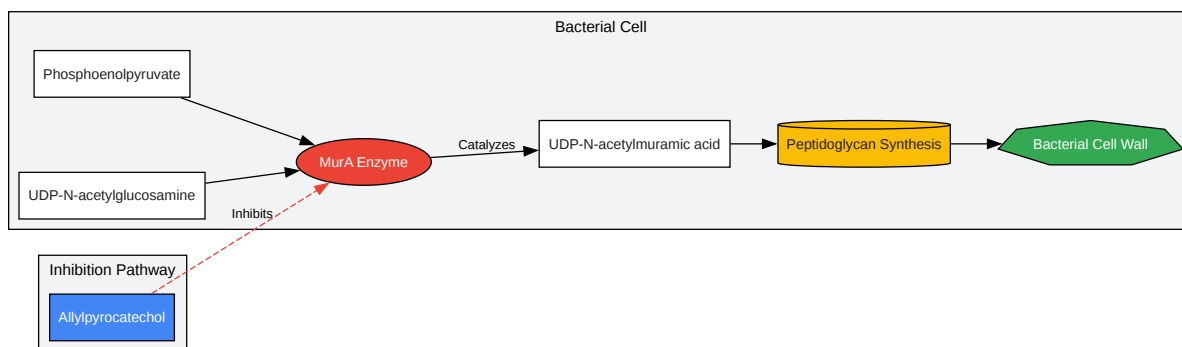 Bacterial Cell
Phosphoenolpyruvate
UDP-N-acetylglucosamine
MurA Enzyme
Catalyzes
UDP-N-acetylmuramic acid
Peptidoglycan Synthesis
Bacterial Cell Wall
Inhibits
Inhibition Pathway
Allylpyrocatechol